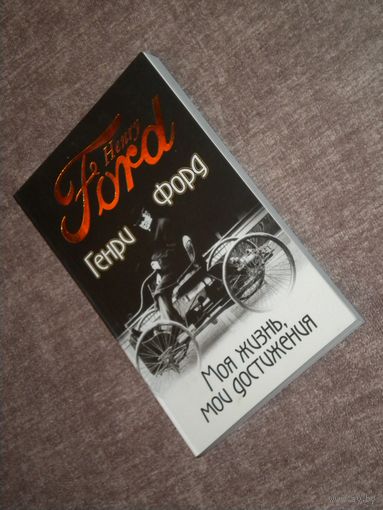 Henry
Ford
Генри Форд
Моя жизнь,
мои достижения